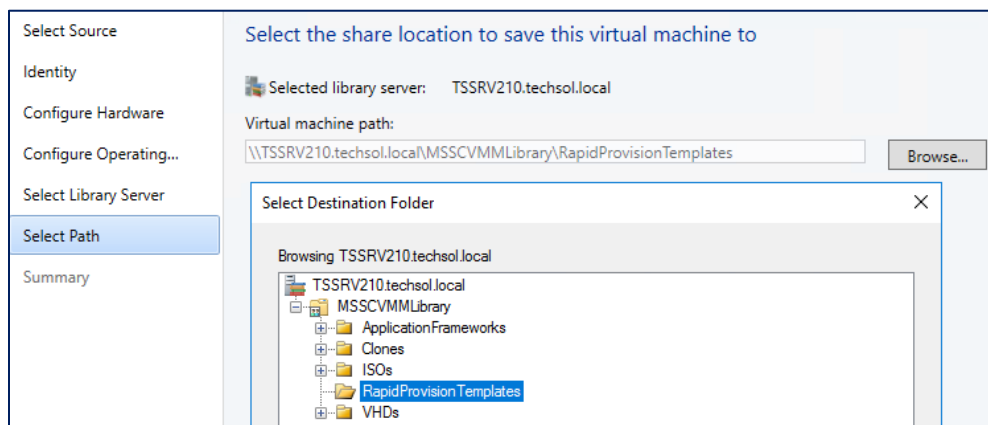 Select Source
Identity
Configure Hardware
Configure Operating...
Select Library Server
Select Path
Summary
Select the share location to save this virtual machine to
Selected library server: TSSRV210.techsol.local
Virtual machine path:
\\TSSRV210.techsol.local\MSSCVMMLibrary\RapidProvisionTemplates
Browse...
Select Destination Folder
Browsing TSSRV210.techsol.local
TSSRV210.techsol.local
MSSCVMMLibrary
ApplicationFrameworks
Clones
ISOs
RapidProvisionTemplates
VHDs